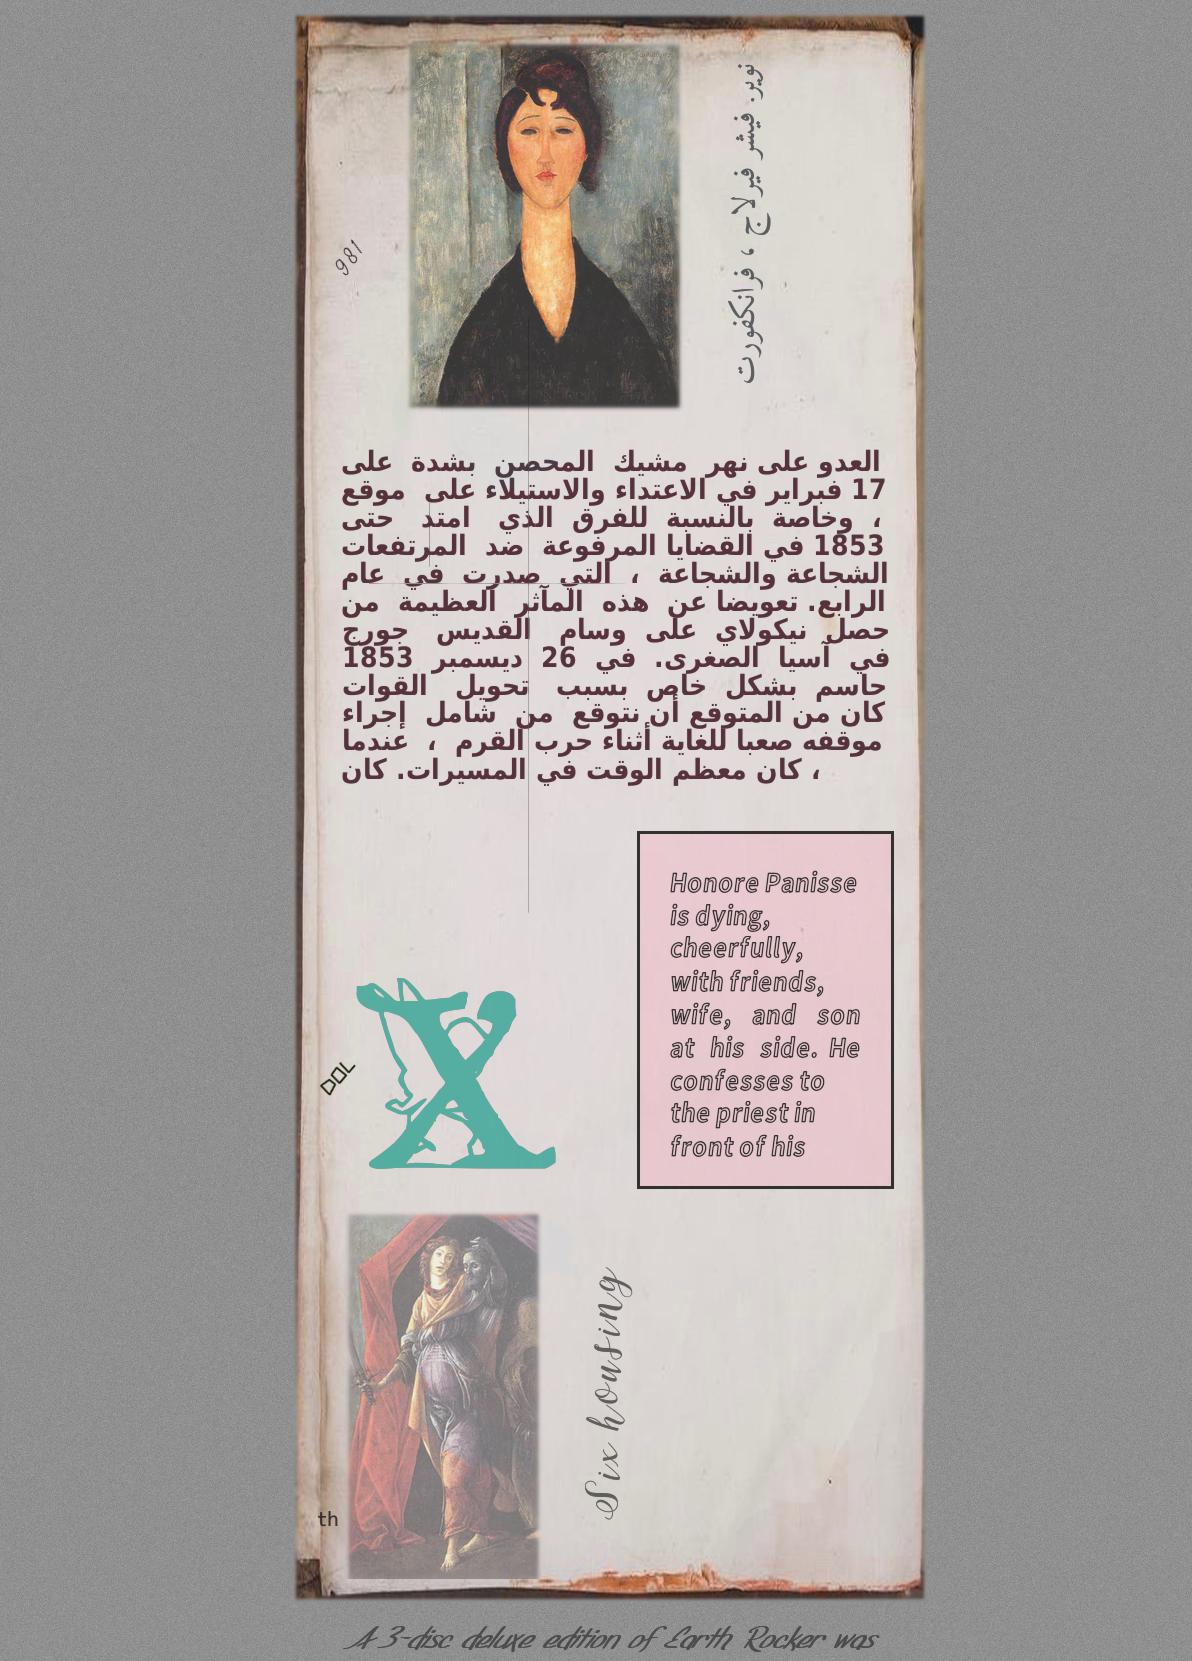 نوير. فيشر فيرلاج ، فرانكفورت
981
العدو على نهر مشيك المحصن بشدة على
17 فبراير في الاعتداء والاستيلاء على موقع
، وخاصة بالنسبة للفرق الذي امتد حتى
1853 في القضايا المرفوعة ضد المرتفعات
الشجاعة والشجاعة ، التي صدرت في عام
الرابع. تعويضا عن هذه المآثر العظيمة من
حصل نيكولاي على وسام القديس جورج
في آسيا الصغرى. في 26 ديسمبر 1853
حاسم بشكل خاص بسبب تحويل القوات
كان من المتوقع أن نتوقع من شامل إجراء
موقفه صعبا للغاية أثناء حرب القرم ، عندما
، كان معظم الوقت في المسيرات. كان
Honore Panisse
is dying,
cheerfully,
with friends,
wife, and son
at his side. He
confesses to
the priest in
front of his
X
DOL
Six housing
th
A 3-disc deluxe edition of Earth Rocker was